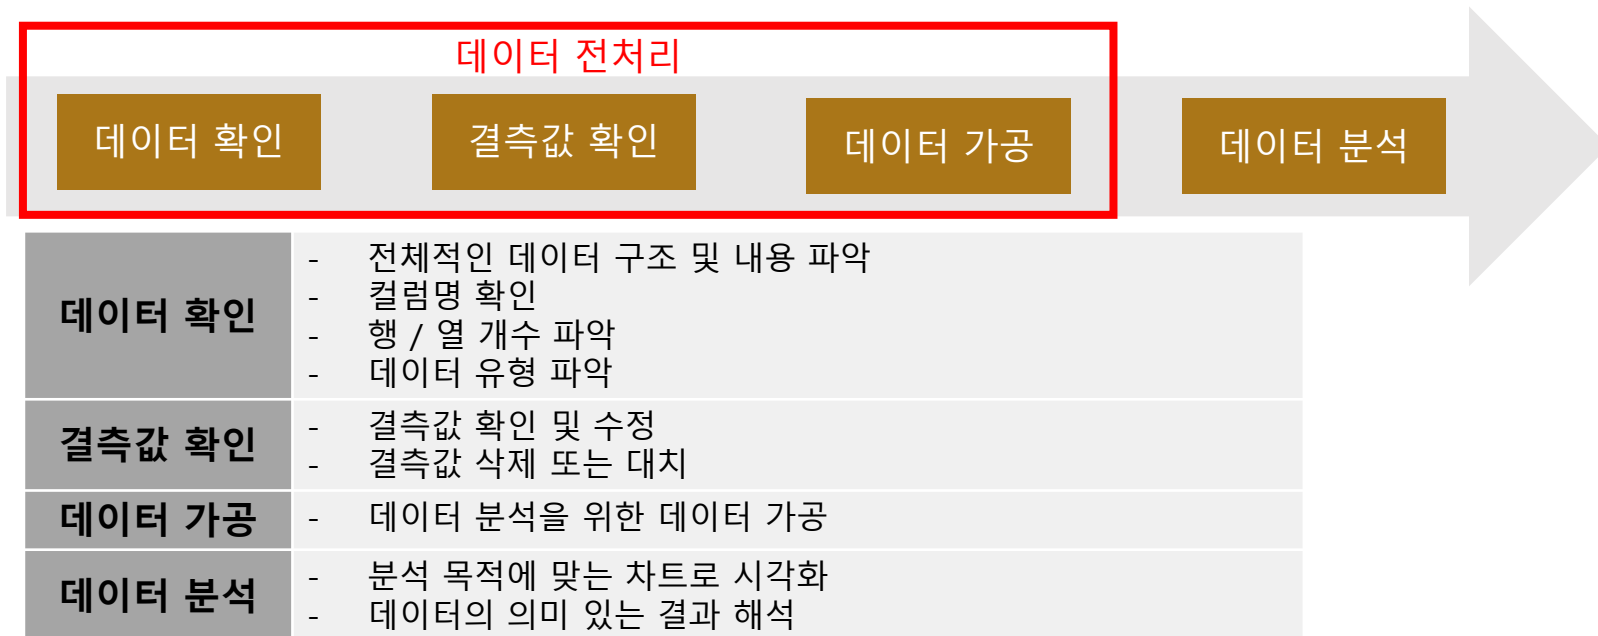 데이터 전처리
데이터 확인
결측값 확인
데이터 가공
데이터 분석
데이터 확인
- 전체적인 데이터 구조 및 내용 파악
- 컬럼명 확인
- 행 / 열 개수 파악
- 데이터 유형 파악
결측값 확인
- 결측값 확인 및 수정
- 결측값 삭제 또는 대치
데이터 가공
- 데이터 분석을 위한 데이터 가공
데이터 분석
- 분석 목적에 맞는 차트로 시각화
- 데이터의 의미 있는 결과 해석